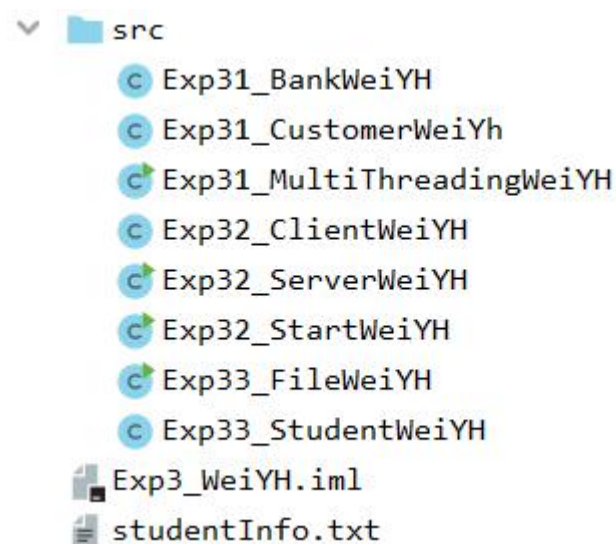 src
Exp31_BankWeiYH
Exp31_CustomerWeiYh
Exp31_MultiThreadingWeiYH
Exp32_ClientWeiYH
Exp32_ServerWeiYH
Exp32_StartWeiYH
Exp33_FileWeiYH
Exp33_StudentWeiYH
Exp3_WeiYH.iml
studentInfo.txt